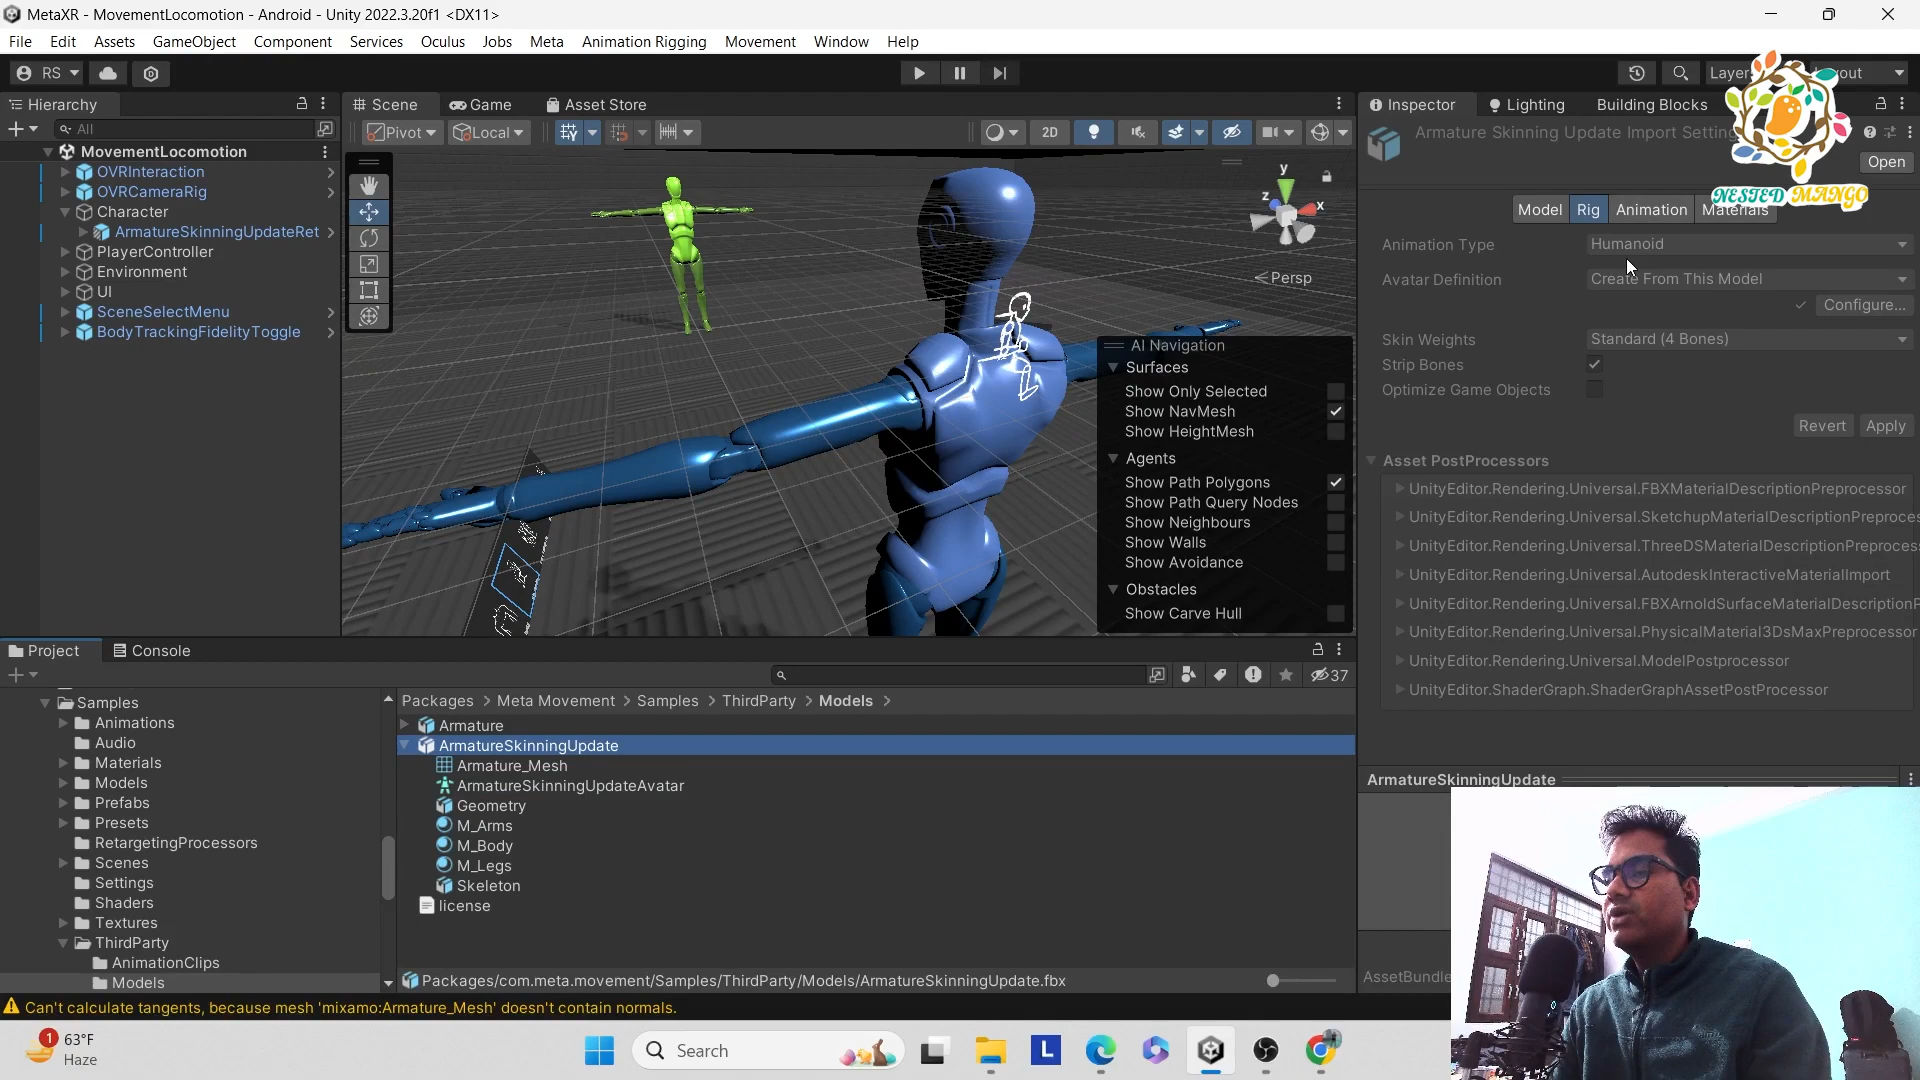 MetaXR - MovementLocomotion - Android - Unity 2022.3.20f1 <DX11>
File Edit Assets GameObject Component Services Oculus Jobs Meta Animation Rigging Movement Window Help
RS
Layer
out
Hierarchy
Scene
Game
Asset Store
Inspector
Lighting
Building Blocks
All
Pivot
Local
2D
Armature Skinning Update Import Setting
Open
NESTED MANGO
MovementLocomotion
OVRInteraction
OVRCameraRig
Character
ArmatureSkinningUpdateRet
PlayerController
Environment
UI
SceneSelectMenu
BodyTrackingFidelityToggle
y
z
x
Persp
AI Navigation
Surfaces
Show Only Selected
Show NavMesh
Show HeightMesh
Agents
Show Path Polygons
Show Path Query Nodes
Show Neighbours
Show Walls
Show Avoidance
Obstacles
Show Carve Hull
Model Rig Animation Materials
Animation Type Humanoid
Avatar Definition Create From This Model
Configure...
Skin Weights Standard (4 Bones)
Strip Bones
Optimize Game Objects
Revert Apply
Asset PostProcessors
UnityEditor.Rendering.Universal.FBXMaterialDescriptionPreprocessor
UnityEditor.Rendering.Universal.SketchupMaterialDescriptionPreproces
UnityEditor.Rendering.Universal.ThreeDSMaterialDescriptionPreprocess
UnityEditor.Rendering.Universal.AutodeskInteractiveMaterialImport
UnityEditor.Rendering.Universal.FBXArnoldSurfaceMaterialDescriptionP
UnityEditor.Rendering.Universal.PhysicalMaterial3DsMaxPreprocessor
UnityEditor.Rendering.Universal.ModelPostprocessor
UnityEditor.ShaderGraph.ShaderGraphAssetPostProcessor
ArmatureSkinningUpdate
AssetBundle
Project
Console
37
Samples
Animations
Audio
Materials
Models
Prefabs
Presets
RetargetingProcessors
Scenes
Settings
Shaders
Textures
ThirdParty
AnimationClips
Models
Packages > Meta Movement > Samples > ThirdParty > Models >
Armature
ArmatureSkinningUpdate
Armature_Mesh
ArmatureSkinningUpdateAvatar
Geometry
M_Arms
M_Body
M_Legs
Skeleton
license
Packages/com.meta.movement/Samples/ThirdParty/Models/ArmatureSkinningUpdate.fbx
Can't calculate tangents, because mesh 'mixamo:Armature_Mesh' doesn't contain normals.
1
63°F
Haze
Search
L